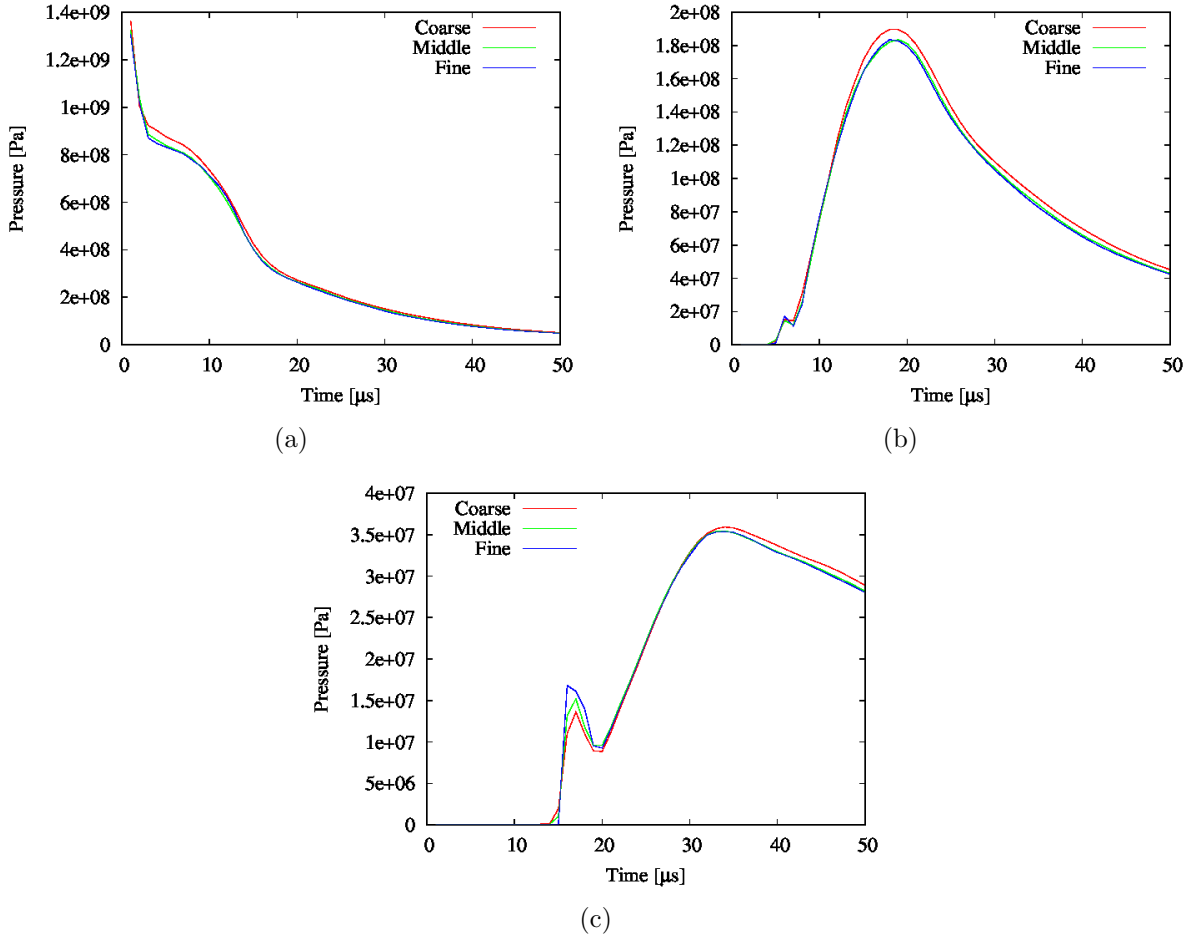 1.4e+09
1.2e+09
1e+09
8e+08
6e+08
4e+08
2e+08
0
Pressure [Pa]
Coarse
Middle
Fine
0 10 20 30 40 50
Time [µs]
(a)
2e+08
1.8e+08
1.6e+08
1.4e+08
1.2e+08
1e+08
8e+07
6e+07
4e+07
2e+07
0
Pressure [Pa]
Coarse
Middle
Fine
0 10 20 30 40 50
Time [µs]
(b)
4e+07
3.5e+07
3e+07
2.5e+07
2e+07
1.5e+07
1e+07
5e+06
0
Pressure [Pa]
Coarse
Middle
Fine
0 10 20 30 40 50
Time [µs]
(c)